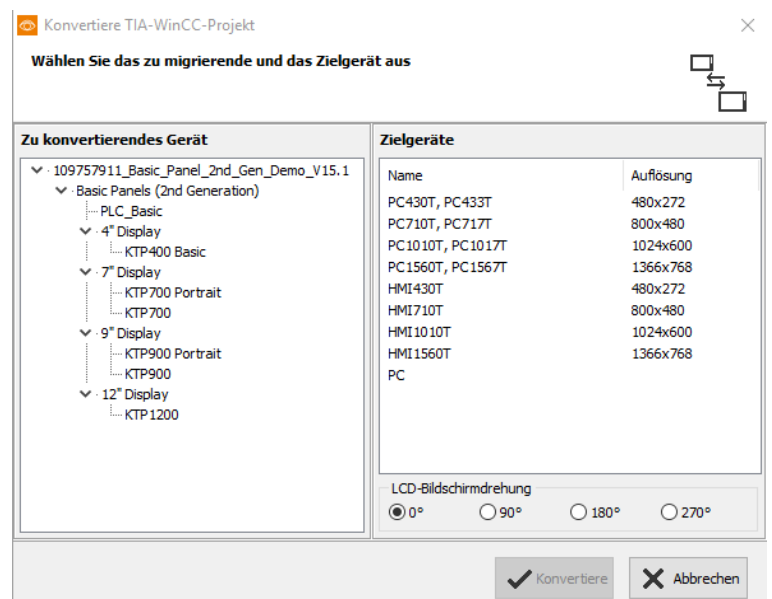 Konvertiere TIA-WinCC-Projekt
Wählen Sie das zu migrierende und das Zielgerät aus
Zu konvertierendes Gerät
109757911_Basic_Panel_2nd_Gen_Demo_V15.1
Basic Panels (2nd Generation)
PLC_Basic
4" Display
KTP400 Basic
7" Display
KTP700 Portrait
KTP700
9" Display
KTP900 Portrait
KTP900
12" Display
KTP1200
Zielgeräte
Name Auflösung
PC430T, PC433T 480x272
PC710T, PC717T 800x480
PC1010T, PC1017T 1024x600
PC1560T, PC1567T 1366x768
HMI430T 480x272
HMI710T 800x480
HMI1010T 1024x600
HMI1560T 1366x768
PC
LCD-Bildschirmdrehung
0° 90° 180° 270°
Konvertiere Abbrechen